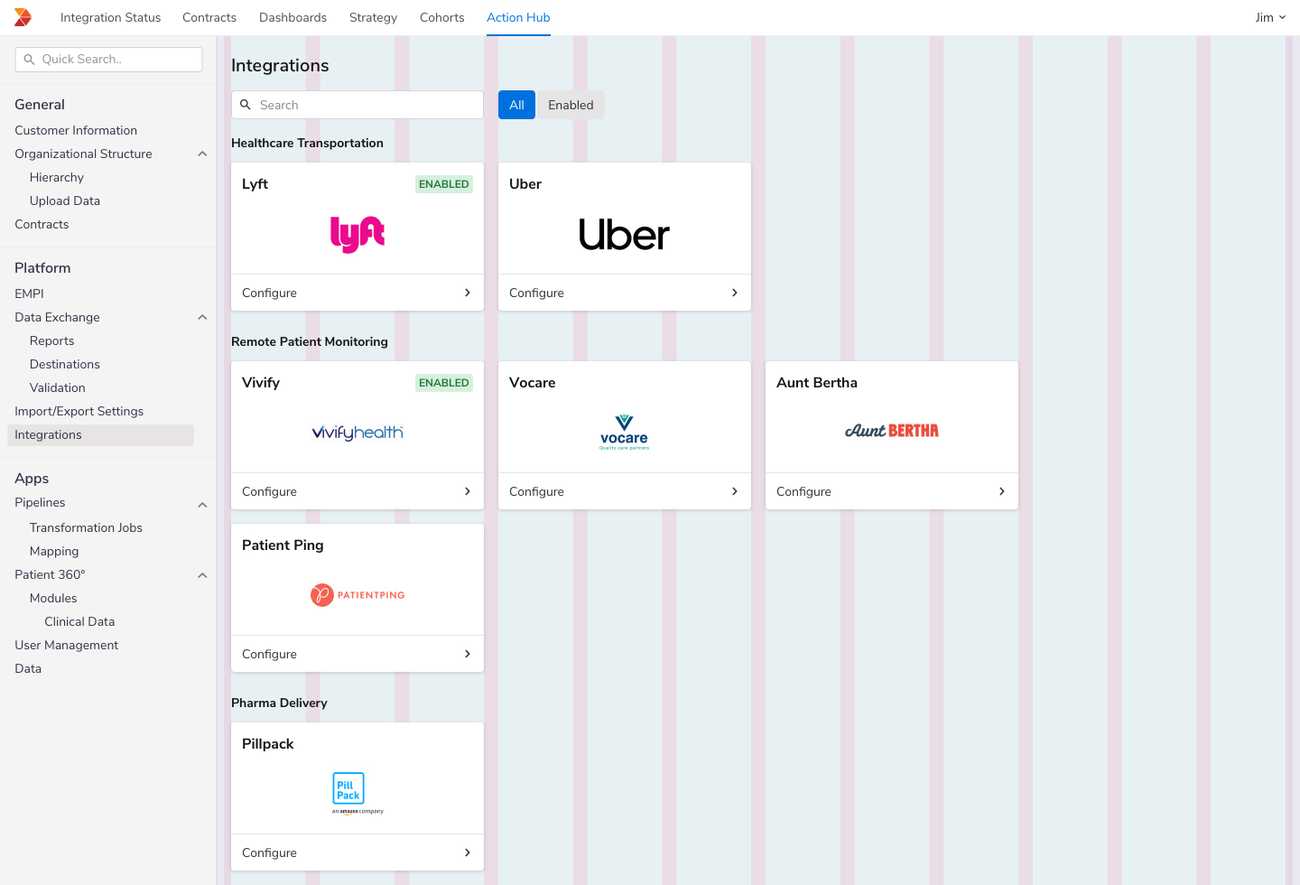 Integration Status Contracts Dashboards Strategy Cohorts Action Hub Jim
Quick Search..
General
Customer Information
Organizational Structure
Hierarchy
Upload Data
Contracts
Platform
EMPI
Data Exchange
Reports
Destinations
Validation
Import/Export Settings
Integrations
Apps
Pipelines
Transformation Jobs
Mapping
Patient 360°
Modules
Clinical Data
User Management
Data
Integrations
Search All Enabled
Healthcare Transportation
Lyft ENABLED
lyft
Configure
Uber
Uber
Configure
Remote Patient Monitoring
Vivify ENABLED
vivifyhealth
Configure
Vocare
vocare
Quality care partners
Configure
Aunt Bertha
Aunt BERTHA
Configure
Patient Ping
PATIENTPING
Configure
Pharma Delivery
Pillpack
Pill
Pack
an amazon company
Configure